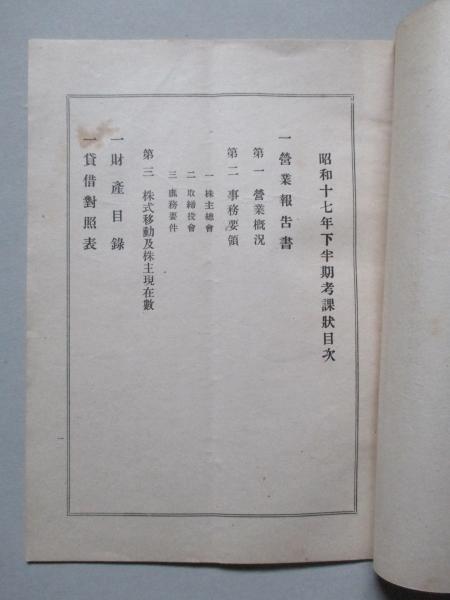 昭和十七年下半期考課狀目次
一 營業報告書
第一 營業概況
第二 事務要領
一 株主總會
二 取締役會
三 庶務要件
第三 株式移動及株主現在數
一 財產目錄
一 貸借對照表
一